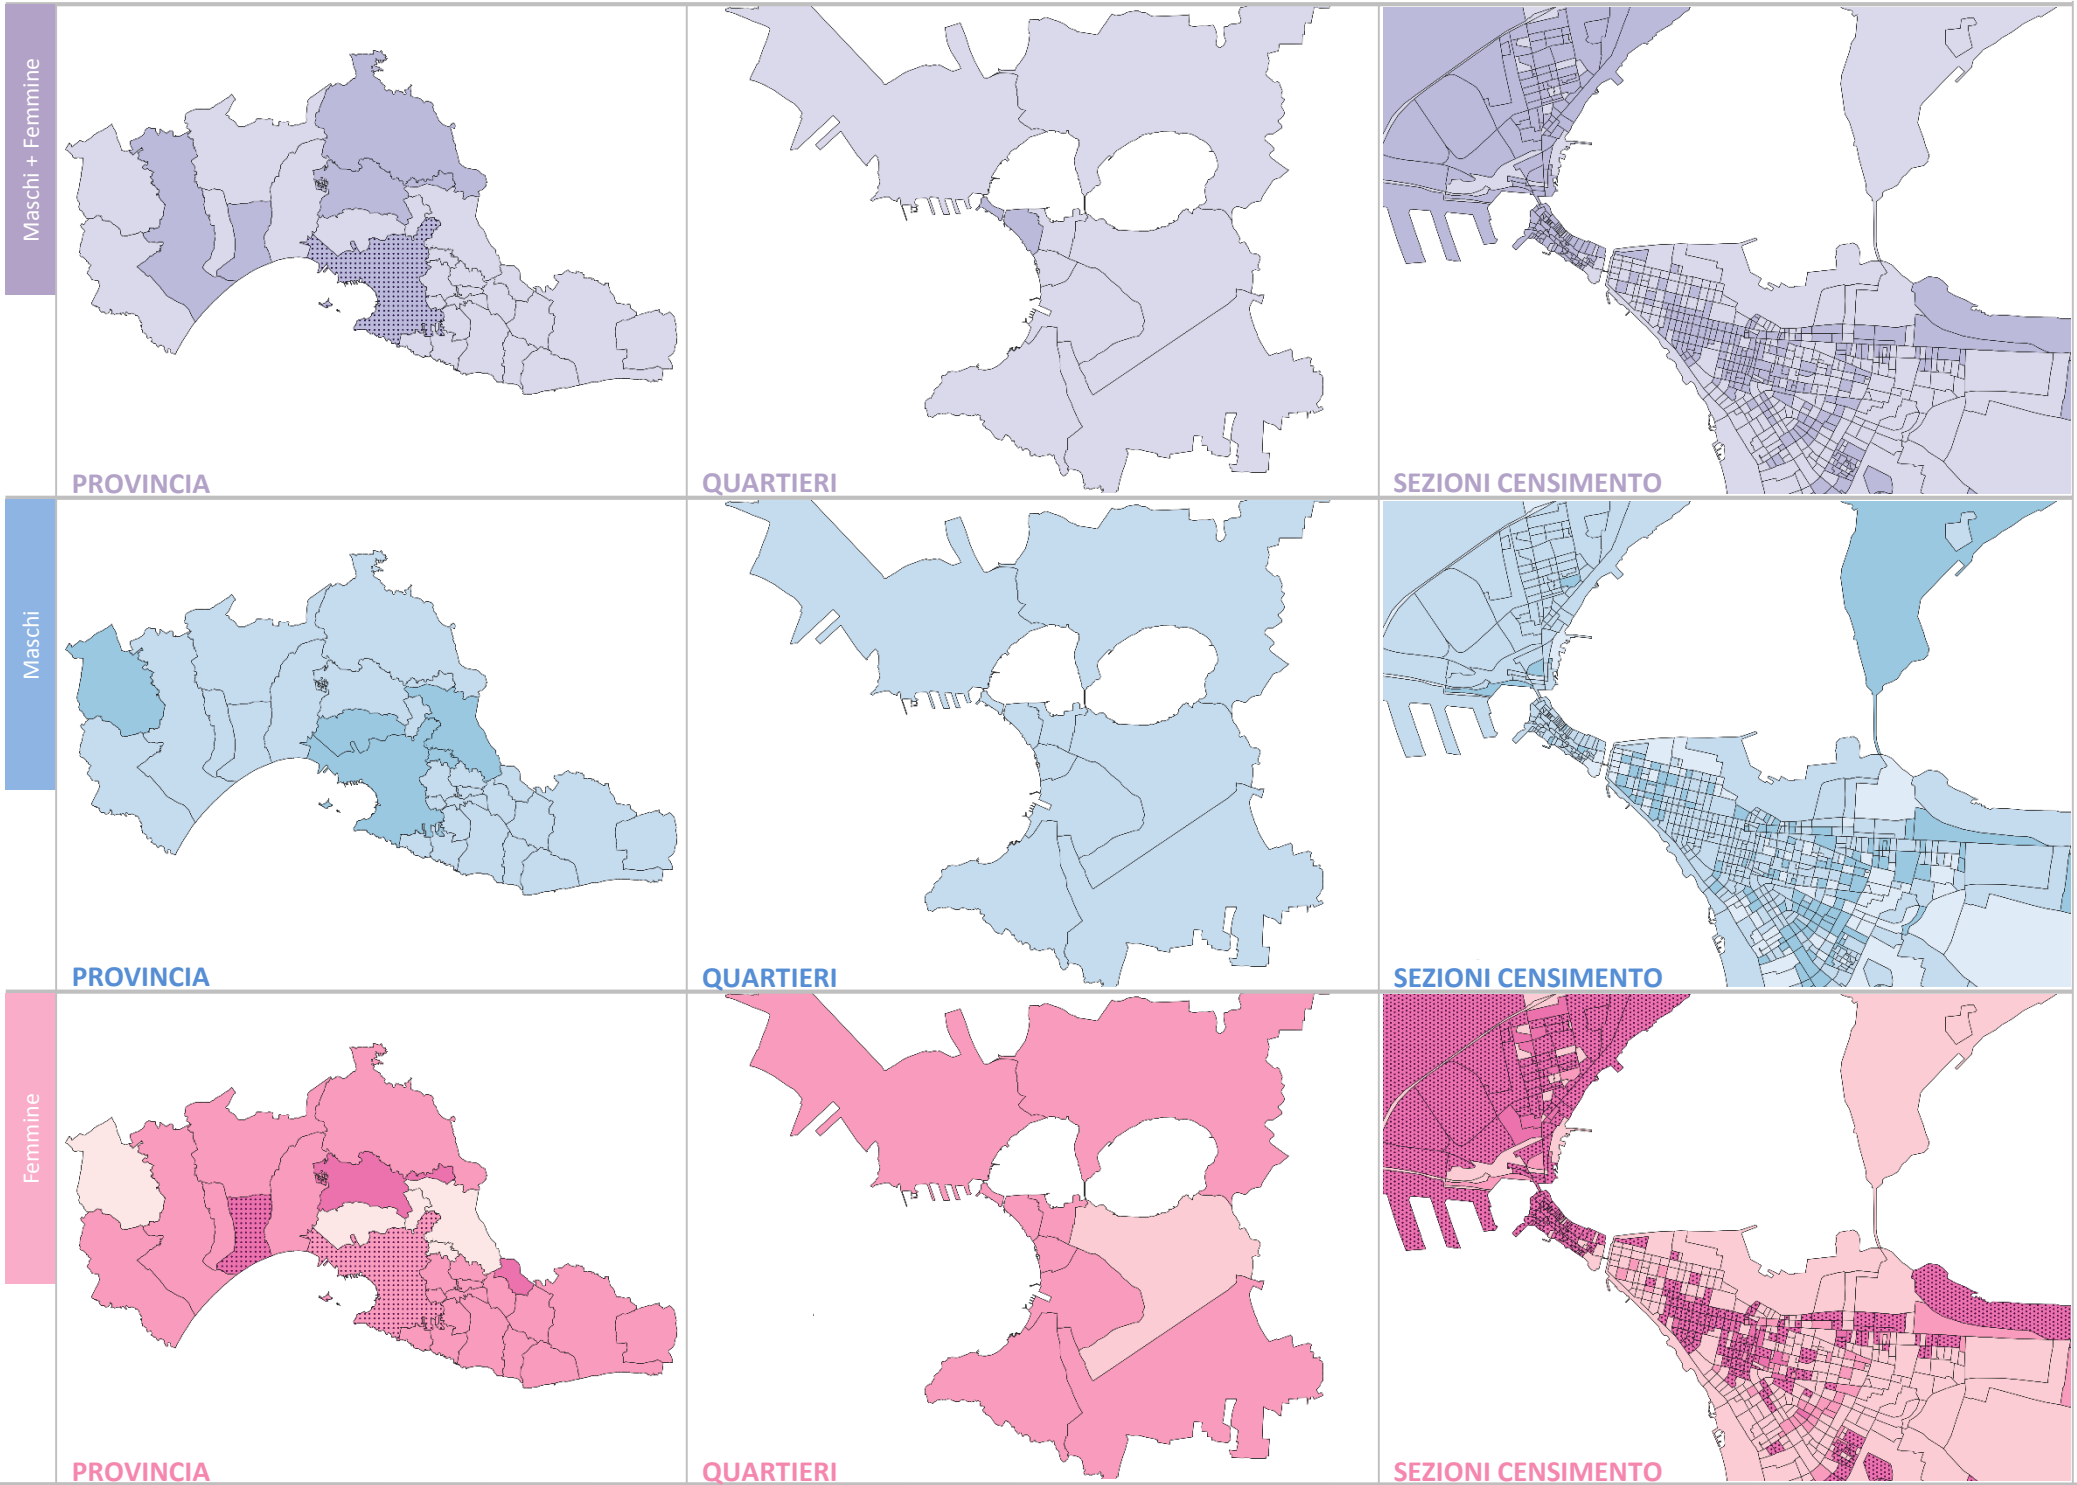 Maschi + Femmine
PROVINCIA
QUARTIERI
SEZIONI CENSIMENTO
Maschi
PROVINCIA
QUARTIERI
SEZIONI CENSIMENTO
Femmine
PROVINCIA
QUARTIERI
SEZIONI CENSIMENTO